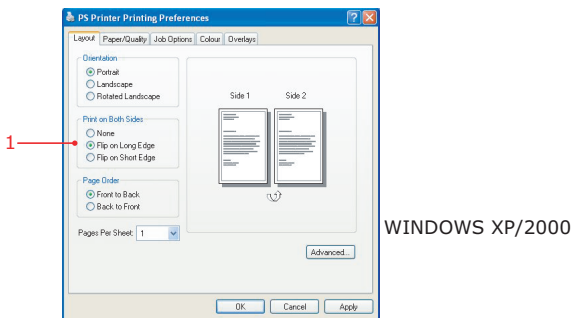 PS Printer Printing Preferences
Layout Paper/Quality Job Options Colour Overlays
Orientation
Portrait
Landscape
Rotated Landscape
Print on Both Sides
None
1
Flip on Long Edge
Flip on Short Edge
Page Order
Front to Back
Back to Front
Pages Per Sheet: 1
Side 1 Side 2
Advanced...
OK Cancel Apply
WINDOWS XP/2000